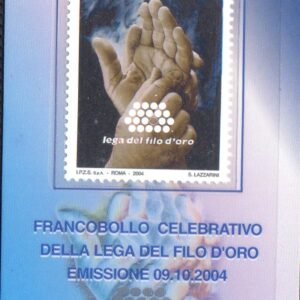 lega del filo d'oro
I.P.Z.S. S.p.A. - ROMA - 2004
S. LAZZARINI
FRANCOBOLLO CELEBRATIVO
DELLA LEGA DEL FILO D'ORO
EMISSIONE 09.10.2004